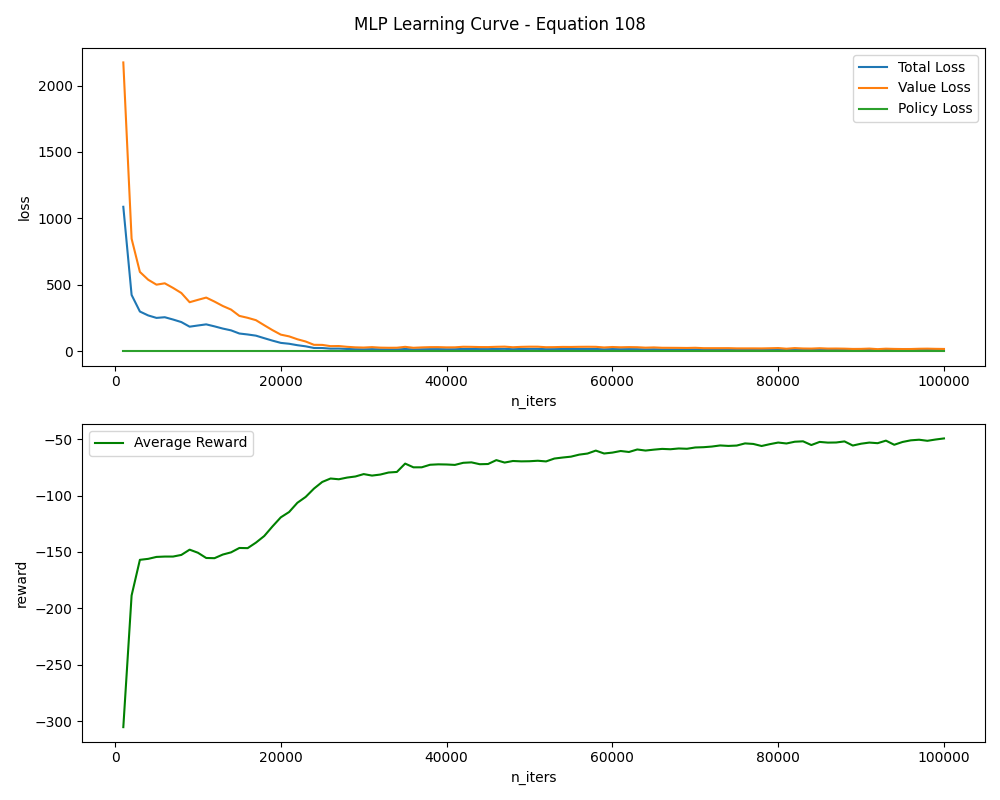 MLP Learning Curve - Equation 108
2000
1500
1000
500
0
loss
Total Loss
Value Loss
Policy Loss
0
20000
40000
60000
80000
100000
n_iters
−50
−100
−150
−200
−250
−300
reward
Average Reward
0
20000
40000
60000
80000
100000
n_iters